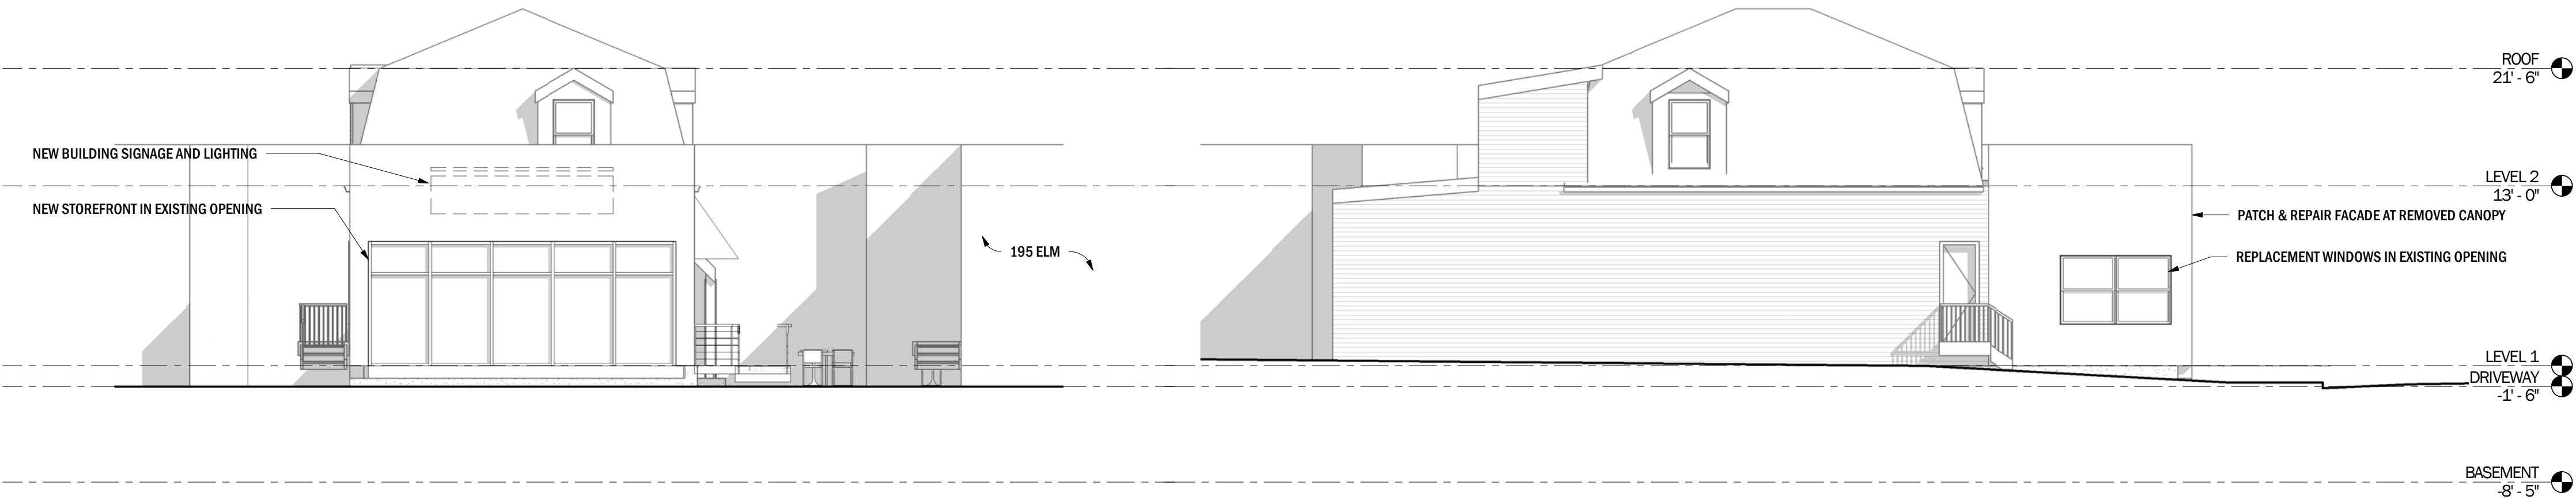 ROOF
21' - 6"
NEW BUILDING SIGNAGE AND LIGHTING
LEVEL 2
13' - 0"
NEW STOREFRONT IN EXISTING OPENING
PATCH & REPAIR FACADE AT REMOVED CANOPY
195 ELM
REPLACEMENT WINDOWS IN EXISTING OPENING
LEVEL 1
DRIVEWAY
-1' - 6"
BASEMENT
-8' - 5"